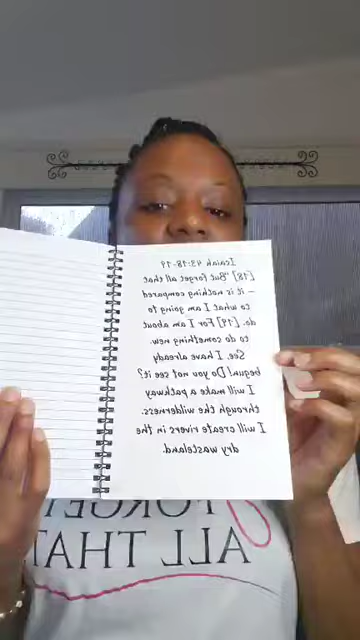 Isaiah 43:18-19
[18] "But forget all that
– it is nothing compared
to what I am going to
do. [19] For I am about
to do something new.
See, I have already
begun! Do you not see it?
I will make a pathway
through the wilderness.
I will create rivers in the
dry wasteland.
FORGET
ALL THAT